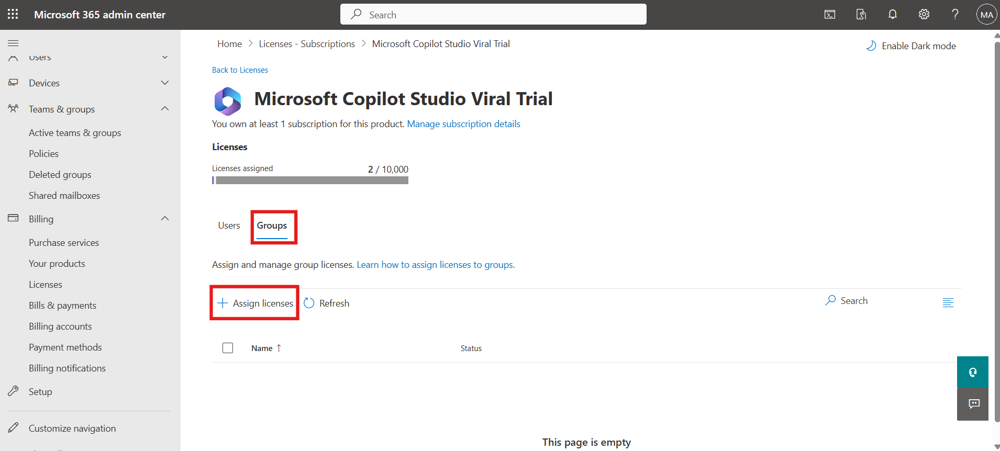 Microsoft 365 admin center
Search
MA
Users
Devices
Teams & groups
Active teams & groups
Policies
Deleted groups
Shared mailboxes
Billing
Purchase services
Your products
Licenses
Bills & payments
Billing accounts
Payment methods
Billing notifications
Setup
Customize navigation
Home > Licenses - Subscriptions > Microsoft Copilot Studio Viral Trial
Enable Dark mode
Back to Licenses
Microsoft Copilot Studio Viral Trial
You own at least 1 subscription for this product. Manage subscription details
Licenses
Licenses assigned 2 / 10,000
Users Groups
Assign and manage group licenses. Learn how to assign licenses to groups.
Assign licenses Refresh Search
Name ↑ Status
This page is empty